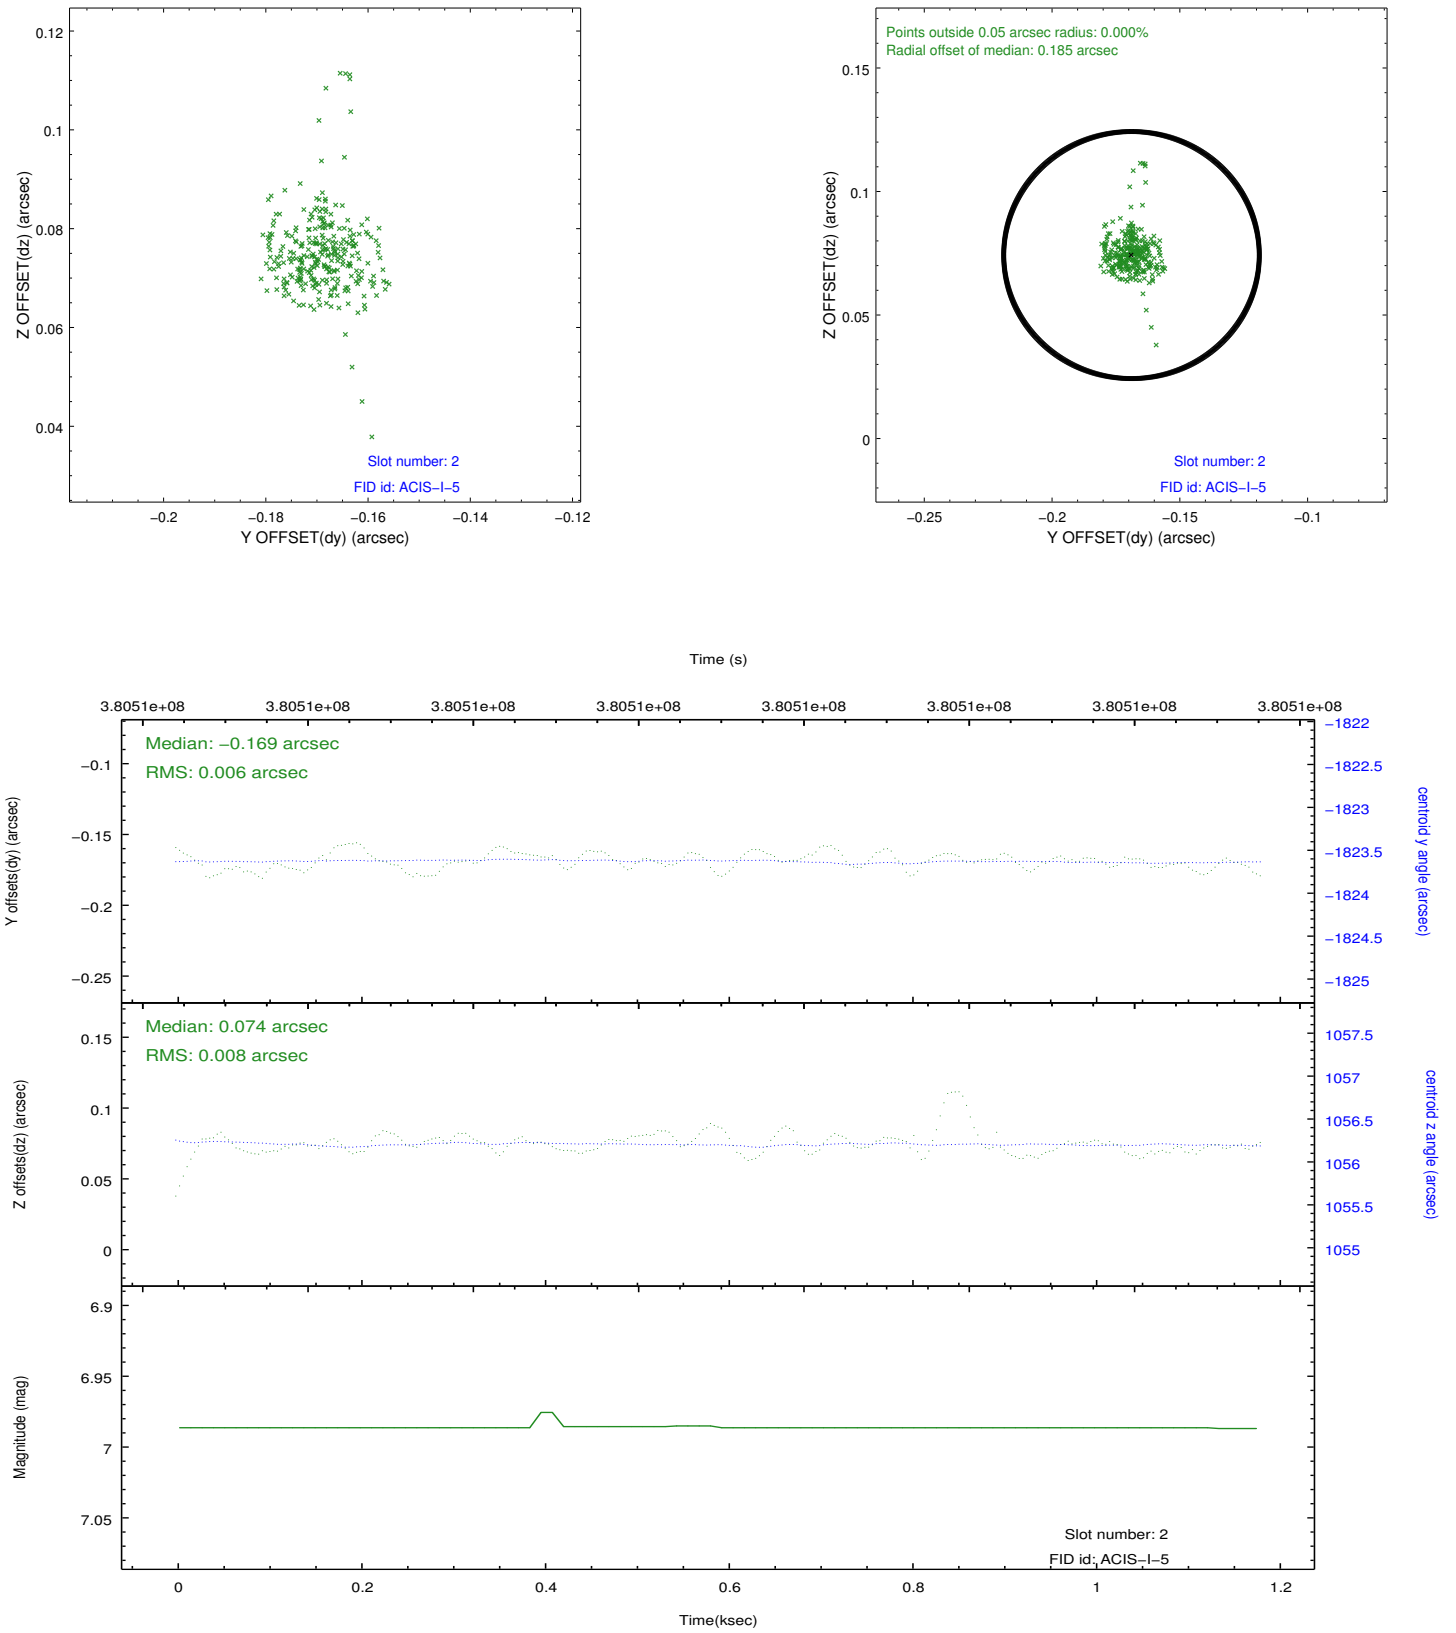 0.12
0.1
0.08
0.06
0.04
Z OFFSET(dz) (arcsec)
Slot number: 2
FID id: ACIS−I−5
−0.2
−0.18
−0.16
−0.14
−0.12
Y OFFSET(dy) (arcsec)
Points outside 0.05 arcsec radius: 0.000%
Radial offset of median: 0.185 arcsec
0.15
0.1
0.05
0
Z OFFSET(dz) (arcsec)
Slot number: 2
FID id: ACIS−I−5
−0.25
−0.2
−0.15
−0.1
Y OFFSET(dy) (arcsec)
Time (s)
3.8051e+08
3.8051e+08
3.8051e+08
3.8051e+08
3.8051e+08
3.8051e+08
3.8051e+08
3.8051e+08
Median: −0.169 arcsec
RMS: 0.006 arcsec
−0.1
−0.15
−0.2
−0.25
Y offsets(dy) (arcsec)
−1822
−1822.5
−1823
−1823.5
−1824
−1824.5
−1825
centroid y angle (arcsec)
Median: 0.074 arcsec
RMS: 0.008 arcsec
0.15
0.1
0.05
0
Z offsets(dz) (arcsec)
1057.5
1057
1056.5
1056
1055.5
1055
centroid z angle (arcsec)
6.9
6.95
7
7.05
Magnitude (mag)
Slot number: 2
FID id: ACIS−I−5
0
0.2
0.4
0.6
0.8
1
1.2
Time(ksec)